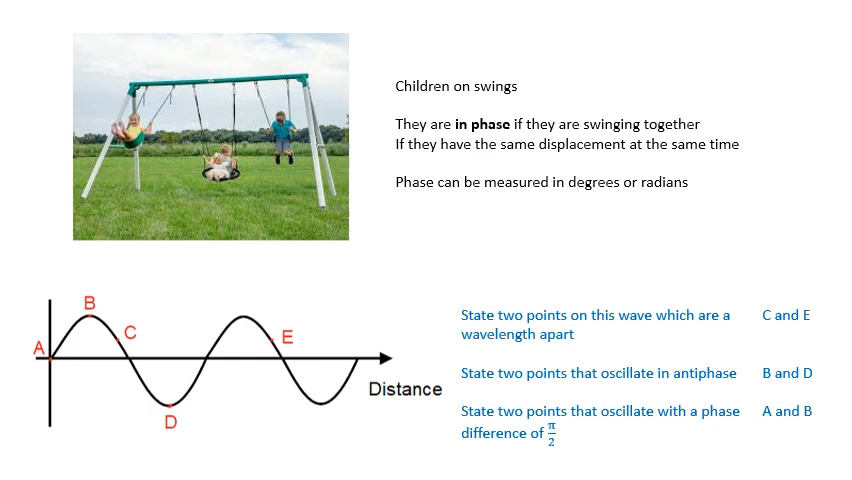 Children on swings
They are in phase if they are swinging together
If they have the same displacement at the same time
Phase can be measured in degrees or radians
B
C
A
E
Distance
D
State two points on this wave which are a C and E
wavelength apart
State two points that oscillate in antiphase B and D
State two points that oscillate with a phase A and B
difference of π/2